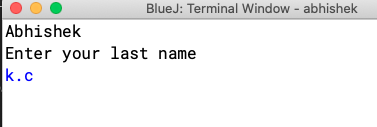 BlueJ: Terminal Window - abhishek
Abhishek
Enter your last name
k.c